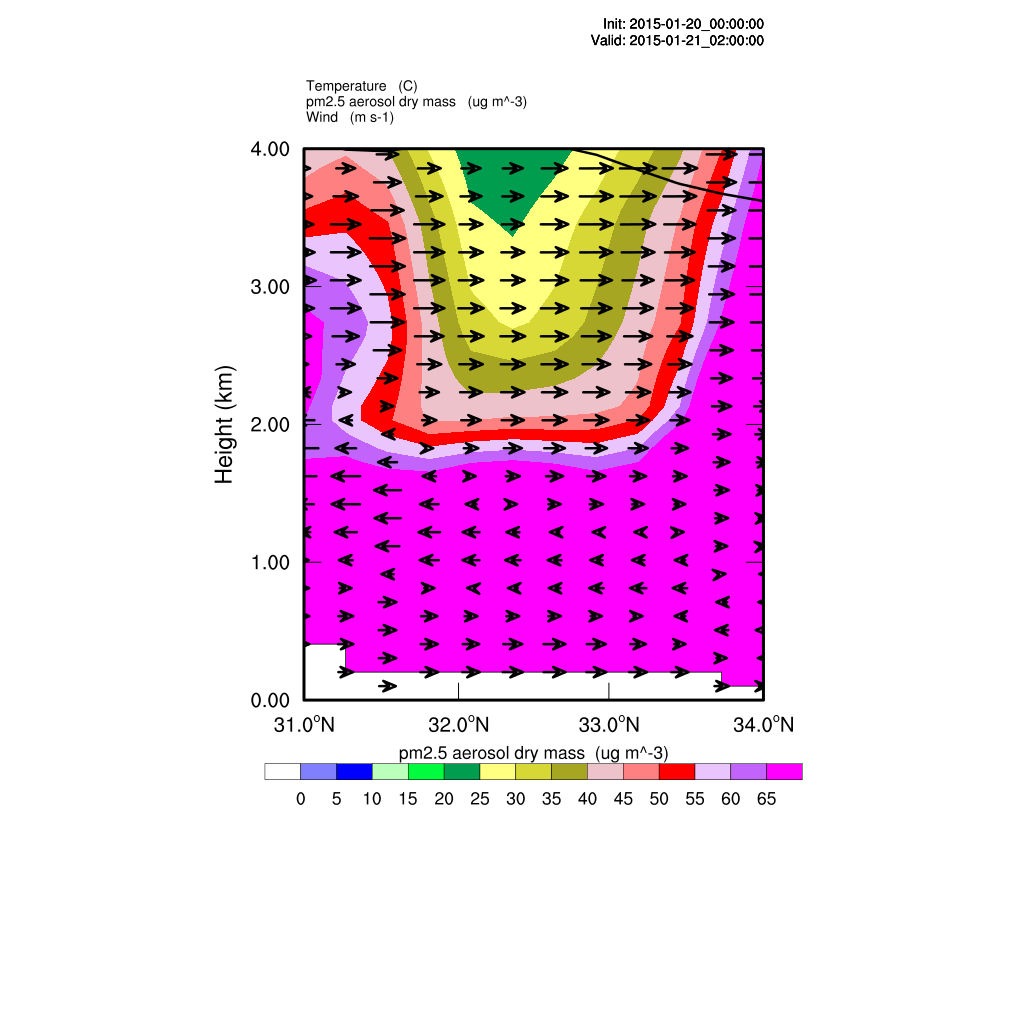 Init: 2015-01-20_00:00:00
Valid: 2015-01-21_02:00:00
Temperature (C)
pm2.5 aerosol dry mass (ug m^-3)
Wind (m s-1)
4.00
3.00
2.00
1.00
0.00
Height (km)
31.0°N 32.0°N 33.0°N 34.0°N
pm2.5 aerosol dry mass (ug m^-3)
0 5 10 15 20 25 30 35 40 45 50 55 60 65